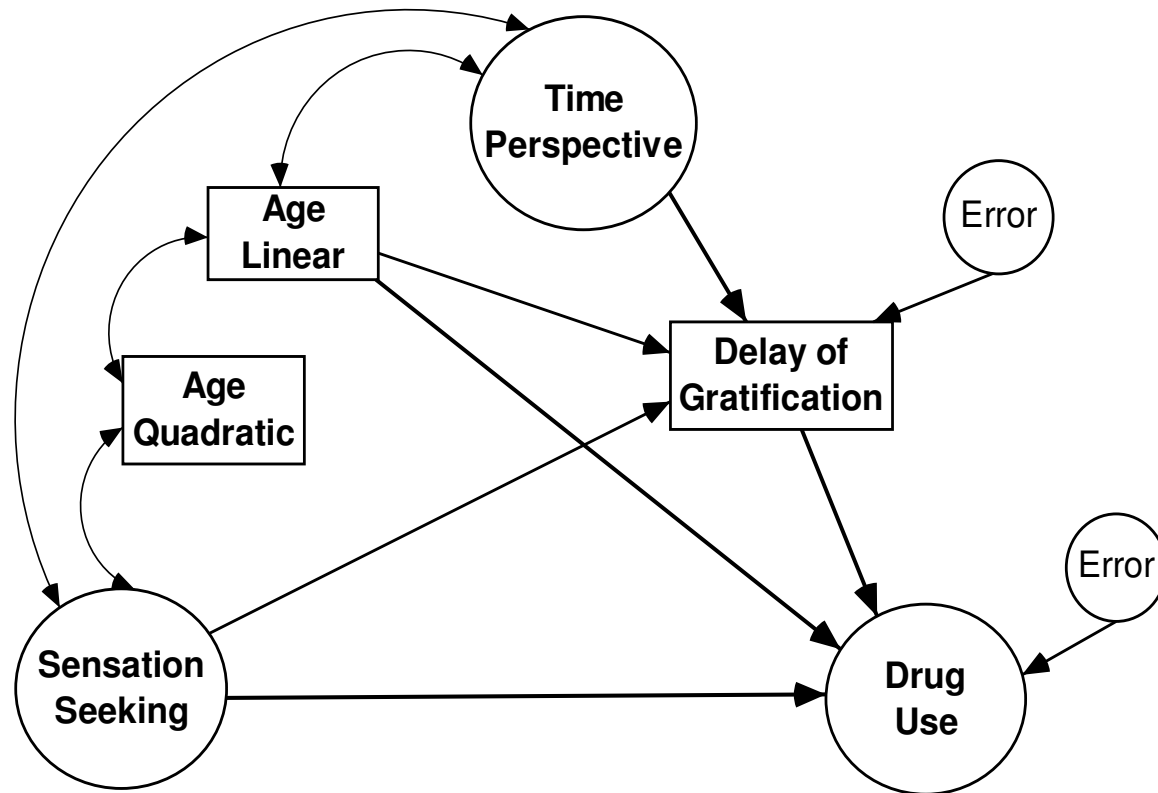 Time
Perspective
Age
Linear
Error
Delay of
Gratification
Age
Quadratic
Error
Sensation
Seeking
Drug
Use